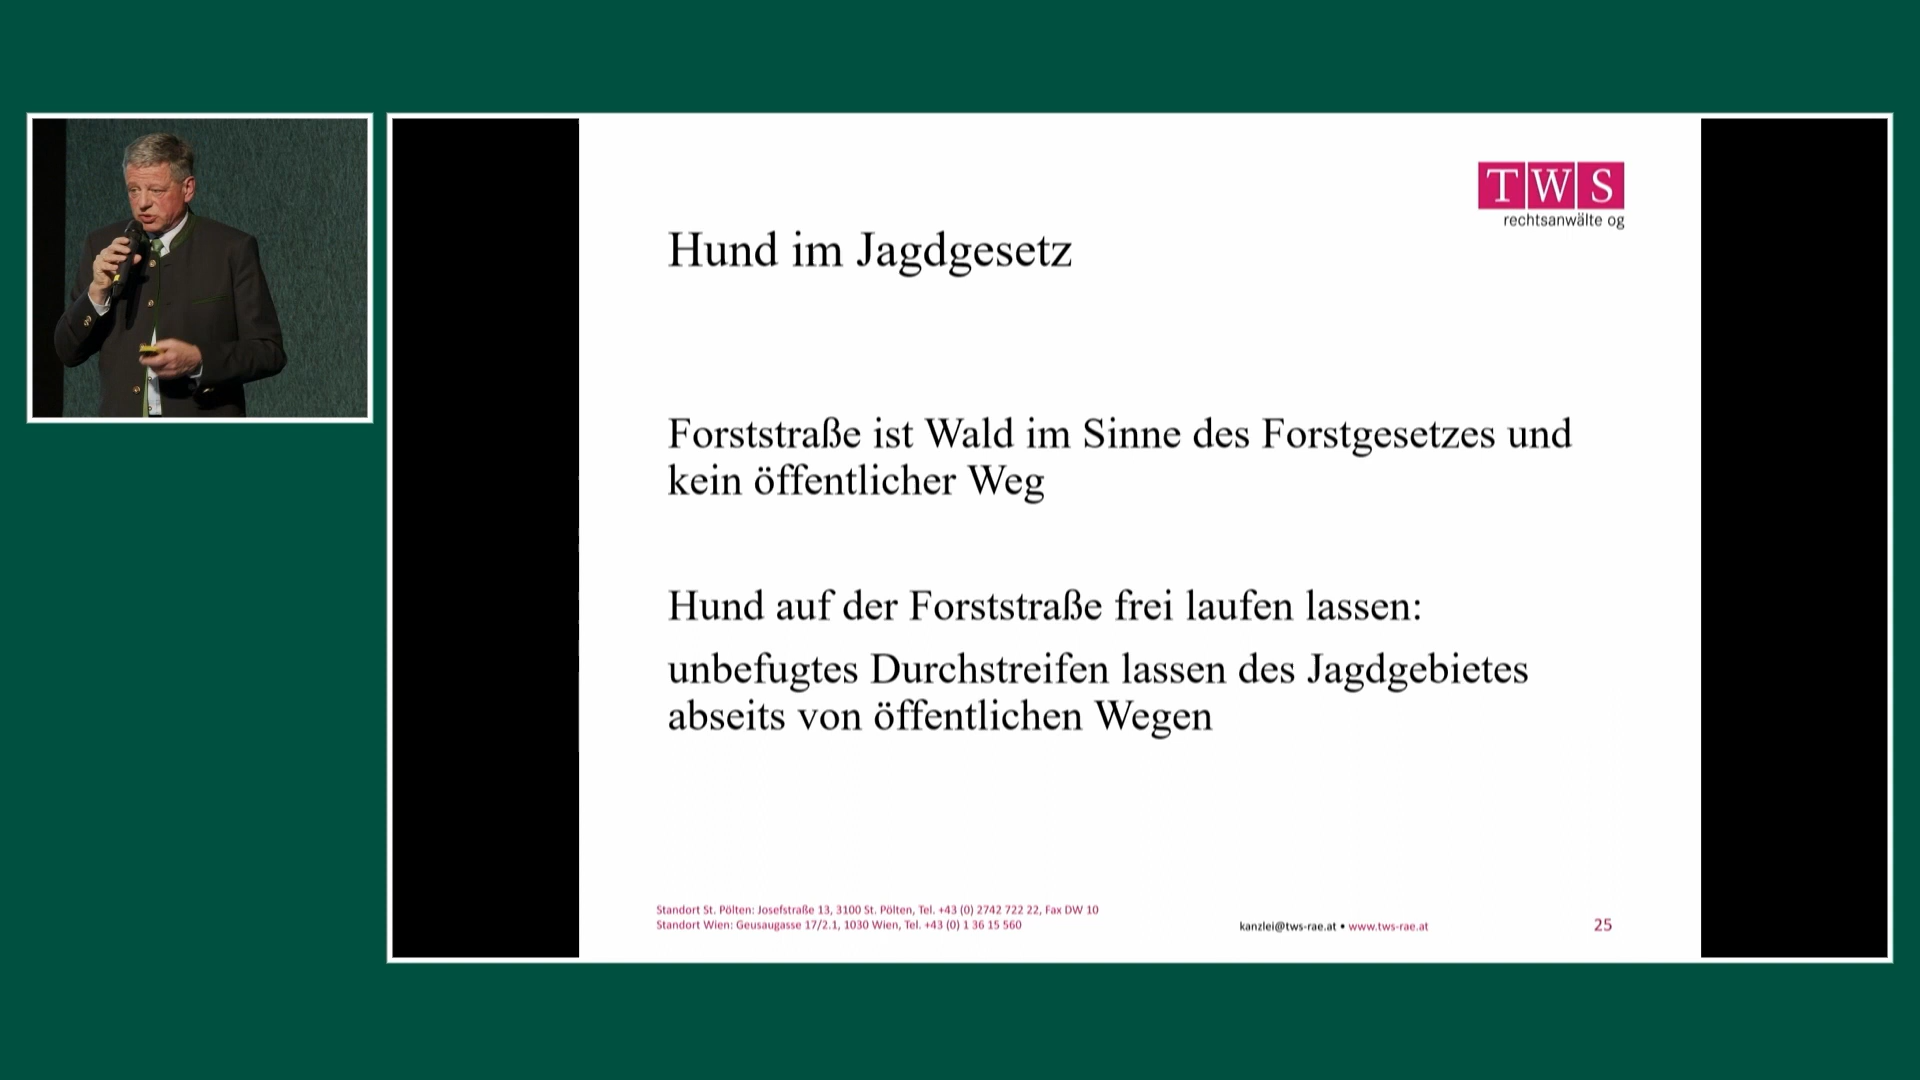 TWS
rechtsanwälte og
Hund im Jagdgesetz
Forststraße ist Wald im Sinne des Forstgesetzes und
kein öffentlicher Weg
Hund auf der Forststraße frei laufen lassen:
unbefugtes Durchstreifen lassen des Jagdgebietes
abseits von öffentlichen Wegen
Standort St. Pölten: Josefstraße 13, 3100 St. Pölten, Tel. +43 (0) 2742 722 22, Fax DW 10
Standort Wien: Geusaugasse 17/2.1, 1030 Wien, Tel. +43 (0) 1 36 15 560
kanzlei@tws-rae.at • www.tws-rae.at
25